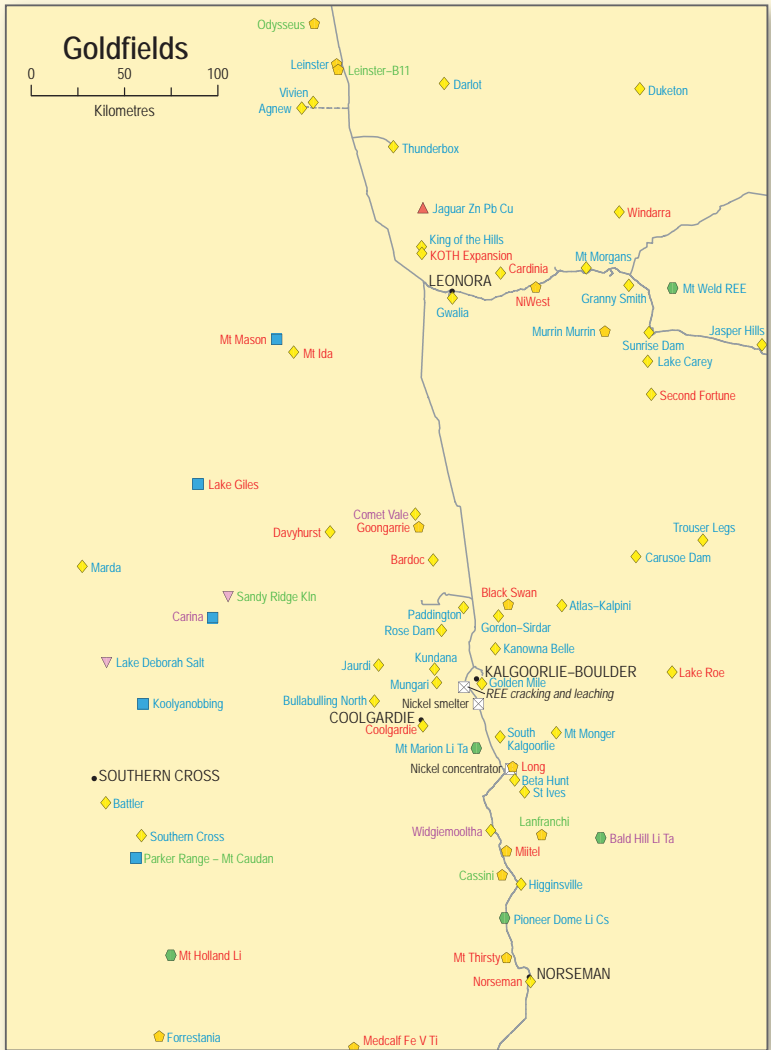 Odysseus
Goldfields
Leinster
Leinster–B11
0 50 100
Kilometres
Darlot
Duketon
Vivien
Agnew
Thunderbox
Jaguar Zn Pb Cu
Windarra
King of the Hills
KOTH Expansion
Mt Morgans
Cardinia
LEONORA
NiWest
Granny Smith
Mt Weld REE
Gwalia
Murrin Murrin
Jasper Hills
Mt Mason
Sunrise Dam
Mt Ida
Lake Carey
Second Fortune
Lake Giles
Comet Vale
Goongarrie
Davyhurst
Trouser Legs
Bardoc
Carusoe Dam
Marda
Sandy Ridge Kln
Black Swan
Carina
Paddington
Atlas–Kalpini
Rose Dam
Gordon–Sirdar
Kanowna Belle
Lake Deborah Salt
Jaurdi
Kundana
KALGOORLIE–BOULDER
Lake Roe
Mungari
Golden Mile
REE cracking and leaching
Koolyanobbing
Bullabulling North
Nickel smelter
COOLGARDIE
Coolgardie
South
Kalgoorlie
Mt Monger
Mt Marion Li Ta
Nickel concentrator
Long
SOUTHERN CROSS
Beta Hunt
St Ives
Battler
Lanfranchi
Southern Cross
Widgiemooltha
Bald Hill Li Ta
Parker Range – Mt Caudan
Miitel
Cassini
Higginsville
Pioneer Dome Li Cs
Mt Holland Li
Mt Thirsty
NORSEMAN
Norseman
Forrestania
Medcalf Fe V Ti